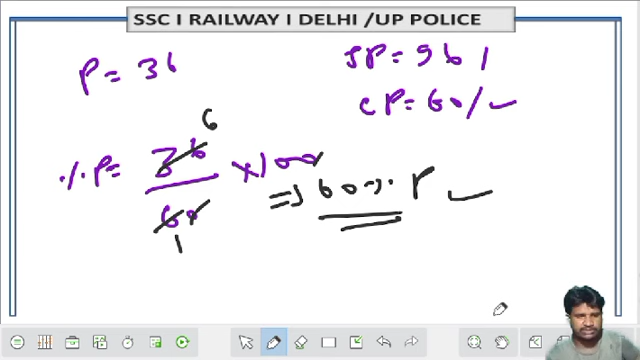 SSC I RAILWAY I DELHI /UP POLICE
P = 36
SP = 96/
CP = 60/ ✓
6
·/. P = 36/60 × 100
1
⇒ 60·/. P ✓